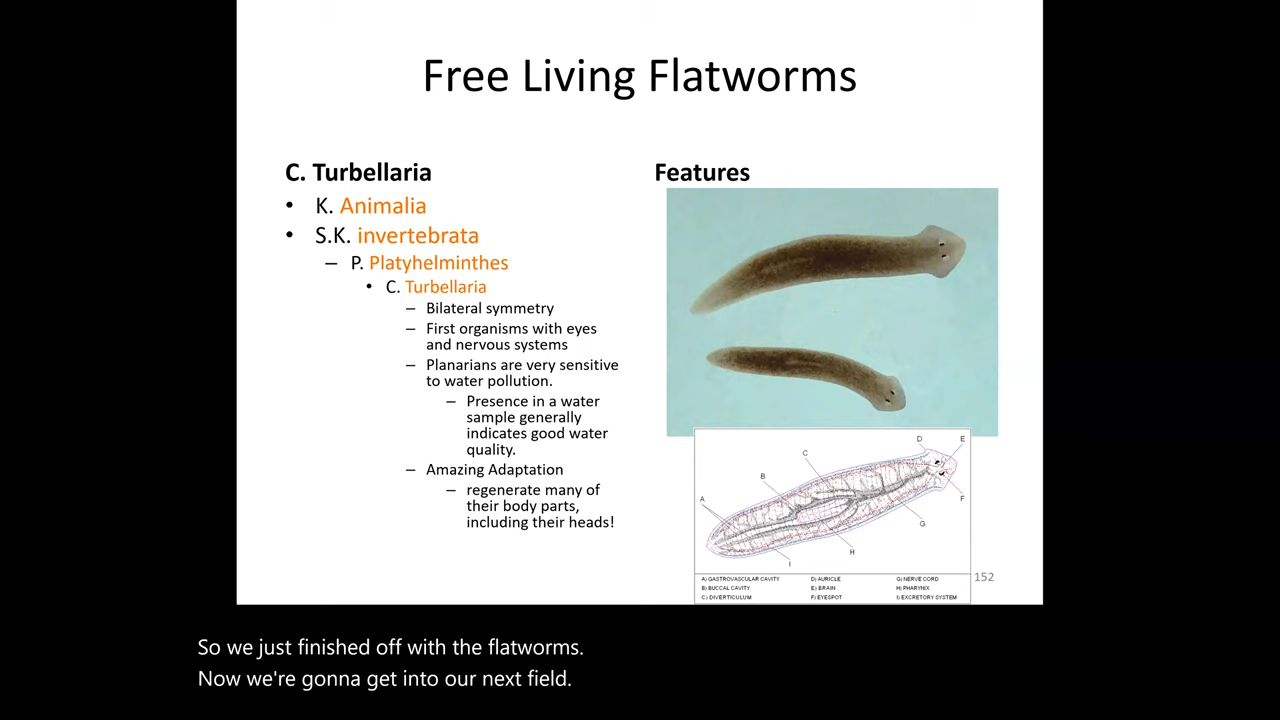 Free Living Flatworms
C. Turbellaria
• K. Animalia
• S.K. invertebrata
– P. Platyhelminthes
• C. Turbellaria
– Bilateral symmetry
– First organisms with eyes
and nervous systems
– Planarians are very sensitive
to water pollution.
– Presence in a water
sample generally
indicates good water
quality.
– Amazing Adaptation
– regenerate many of
their body parts,
including their heads!
Features
D
E
C
B
A
F
G
H
I
A) GASTROVASCULAR CAVITY
B) BUCCAL CAVITY
C) DIVERTICULUM
D) AURICLE
E) BRAIN
F) EYESPOT
G) NERVE CORD
H) PHARYNIX
I) EXCRETORY SYSTEM
152
So we just finished off with the flatworms.
Now we're gonna get into our next field.